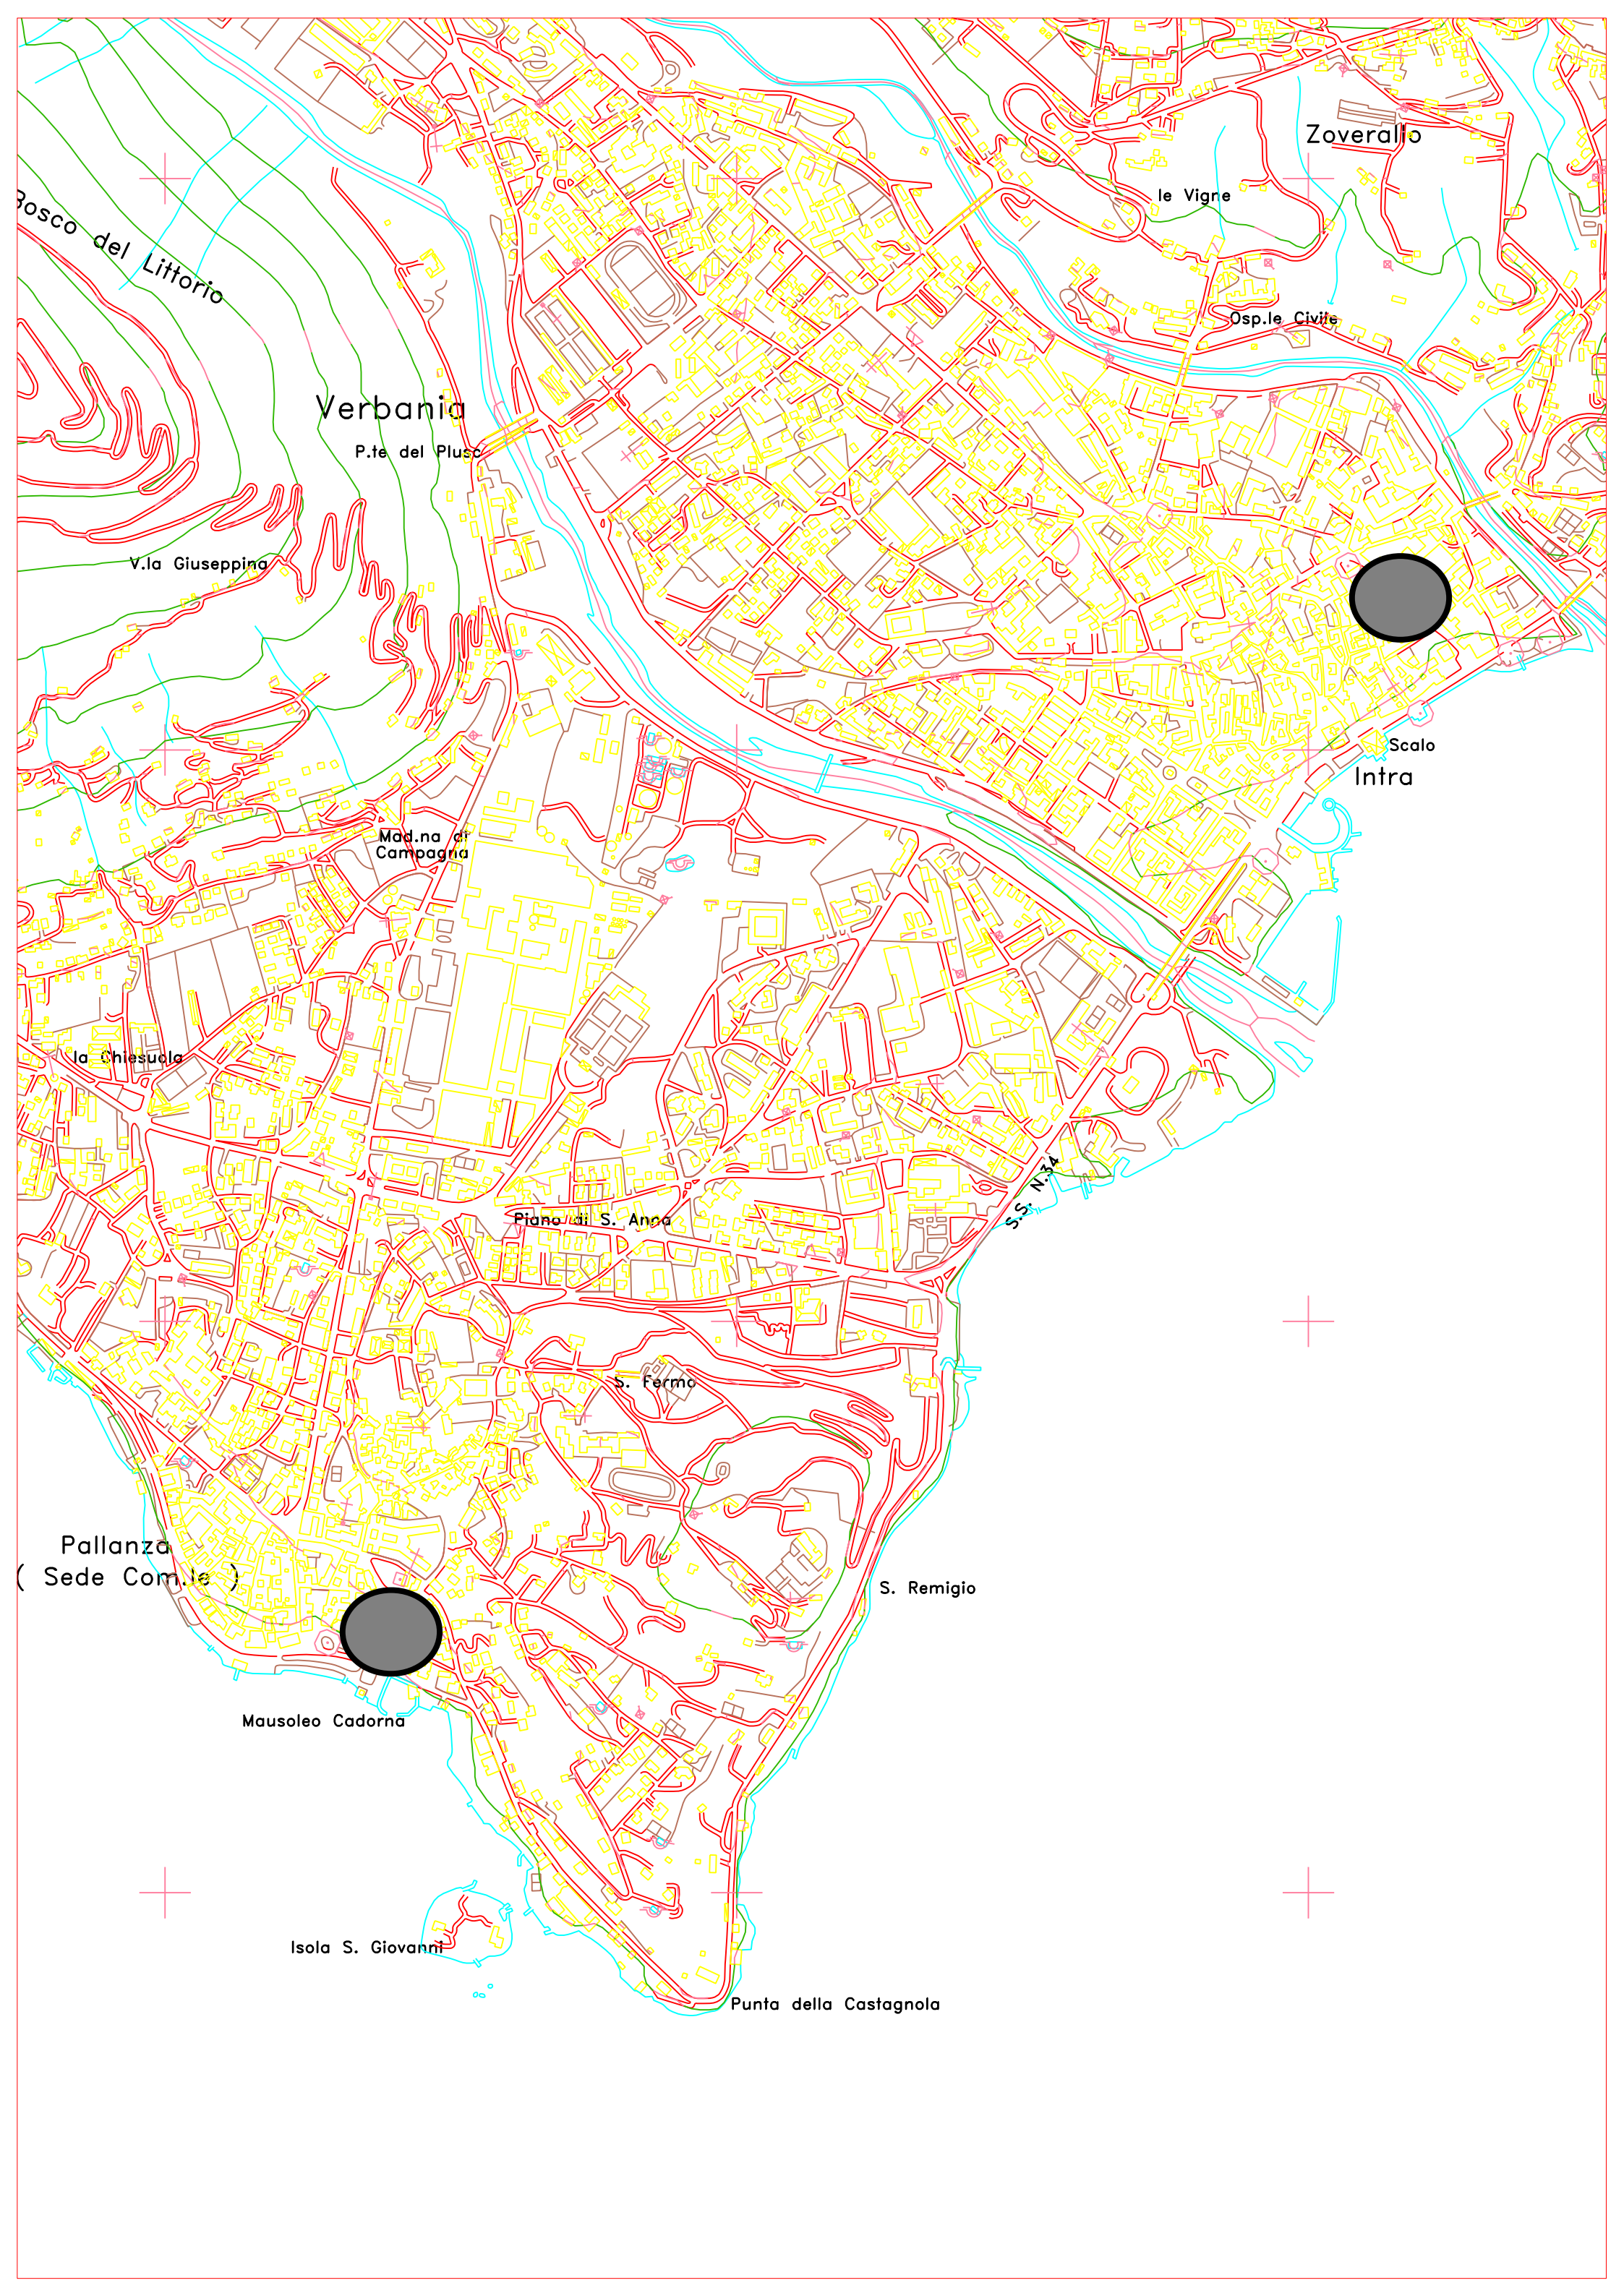 Zoverallo
le Vigne
Bosco del Littorio
Osp.le Civile
Verbania
P.te del Plusc
V.la Giuseppina
Scalo
Intra
Mad.na di
Campagna
la Chiesuola
S.S. N.34
Piano di S. Anna
S. Fermo
Pallanza
( Sede Com.le )
S. Remigio
Mausoleo Cadorna
Isola S. Giovanni
Punta della Castagnola